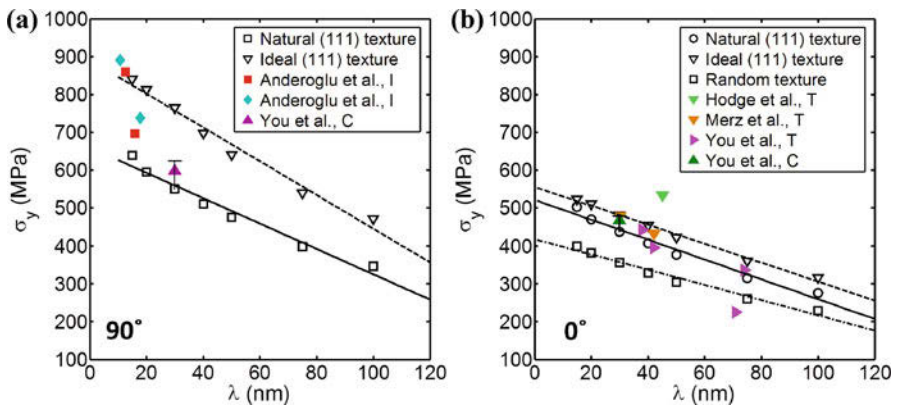 (a)
1000
900
800
700
600
500
400
300
200
100
σy (MPa)
0 20 40 60 80 100 120
λ (nm)
90°
Natural (111) texture
Ideal (111) texture
Anderoglu et al., I
Anderoglu et al., I
You et al., C
(b)
1000
900
800
700
600
500
400
300
200
100
σy (MPa)
0 20 40 60 80 100 120
λ (nm)
0°
Natural (111) texture
Ideal (111) texture
Random texture
Hodge et al., T
Merz et al., T
You et al., T
You et al., C